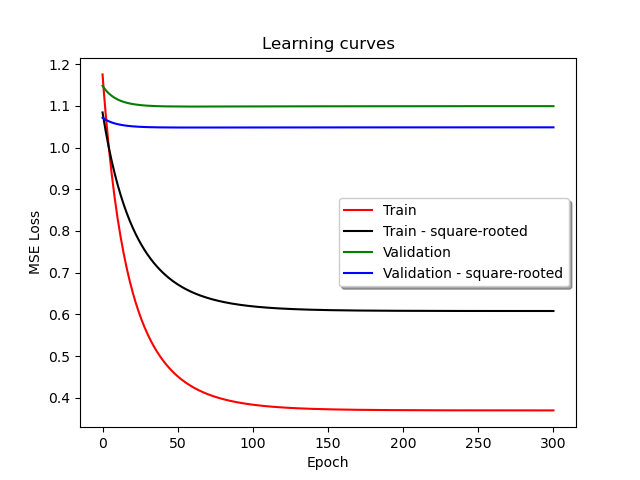 Learning curves
1.2
1.1
1.0
0.9
0.8
0.7
0.6
0.5
0.4
MSE Loss
Train
Train - square-rooted
Validation
Validation - square-rooted
0 50 100 150 200 250 300
Epoch